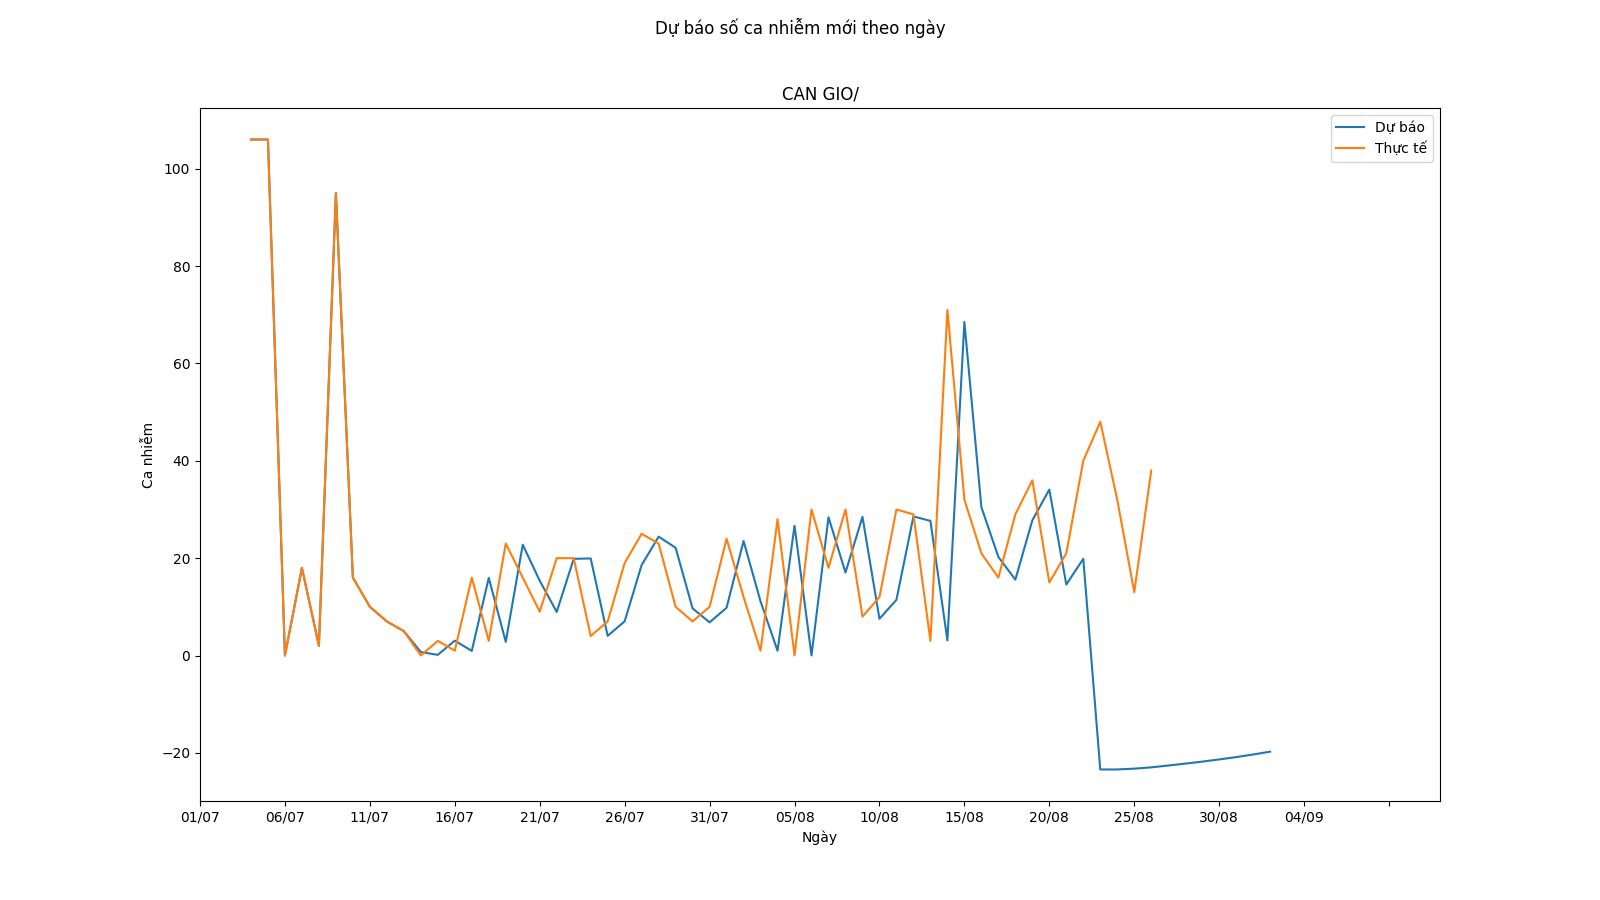 Dự báo số ca nhiễm mới theo ngày
CAN GIO/
Dự báo
Thực tế
100
80
60
40
20
0
−20
Ca nhiễm
01/07 06/07 11/07 16/07 21/07 26/07 31/07 05/08 10/08 15/08 20/08 25/08 30/08 04/09
Ngày